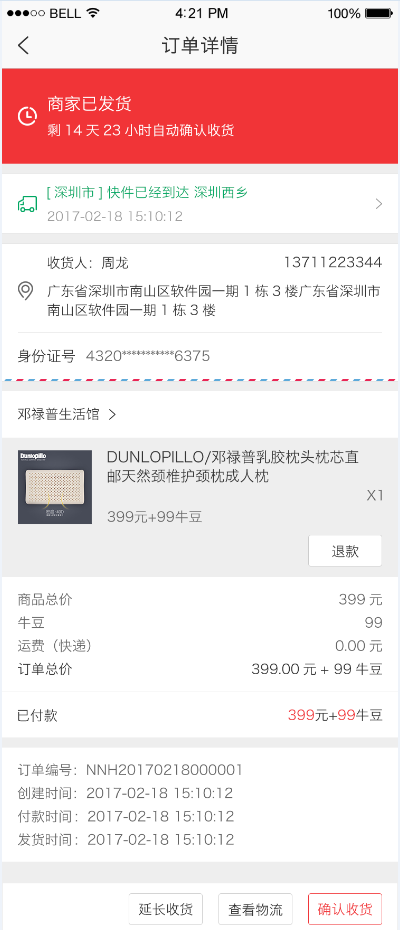 BELL
4:21 PM
100%
订单详情
商家已发货
剩 14 天 23 小时自动确认收货
[ 深圳市 ] 快件已经到达 深圳西乡
2017-02-18 15:10:12
收货人：周龙
13711223344
广东省深圳市南山区软件园一期 1 栋 3 楼广东省深圳市
南山区软件园一期 1 栋 3 楼
身份证号 4320***********6375
邓禄普生活馆
Dunlopillo
DUNLOPILLO/邓禄普乳胶枕头枕芯直
邮天然颈椎护颈枕成人枕
X1
399元+99牛豆
退款
商品总价 399 元
牛豆 99
运费（快递） 0.00 元
订单总价 399.00 元 + 99 牛豆
已付款 399元+99牛豆
订单编号：NNH20170218000001
创建时间：2017-02-18 15:10:12
付款时间：2017-02-18 15:10:12
发货时间：2017-02-18 15:10:12
延长收货
查看物流
确认收货